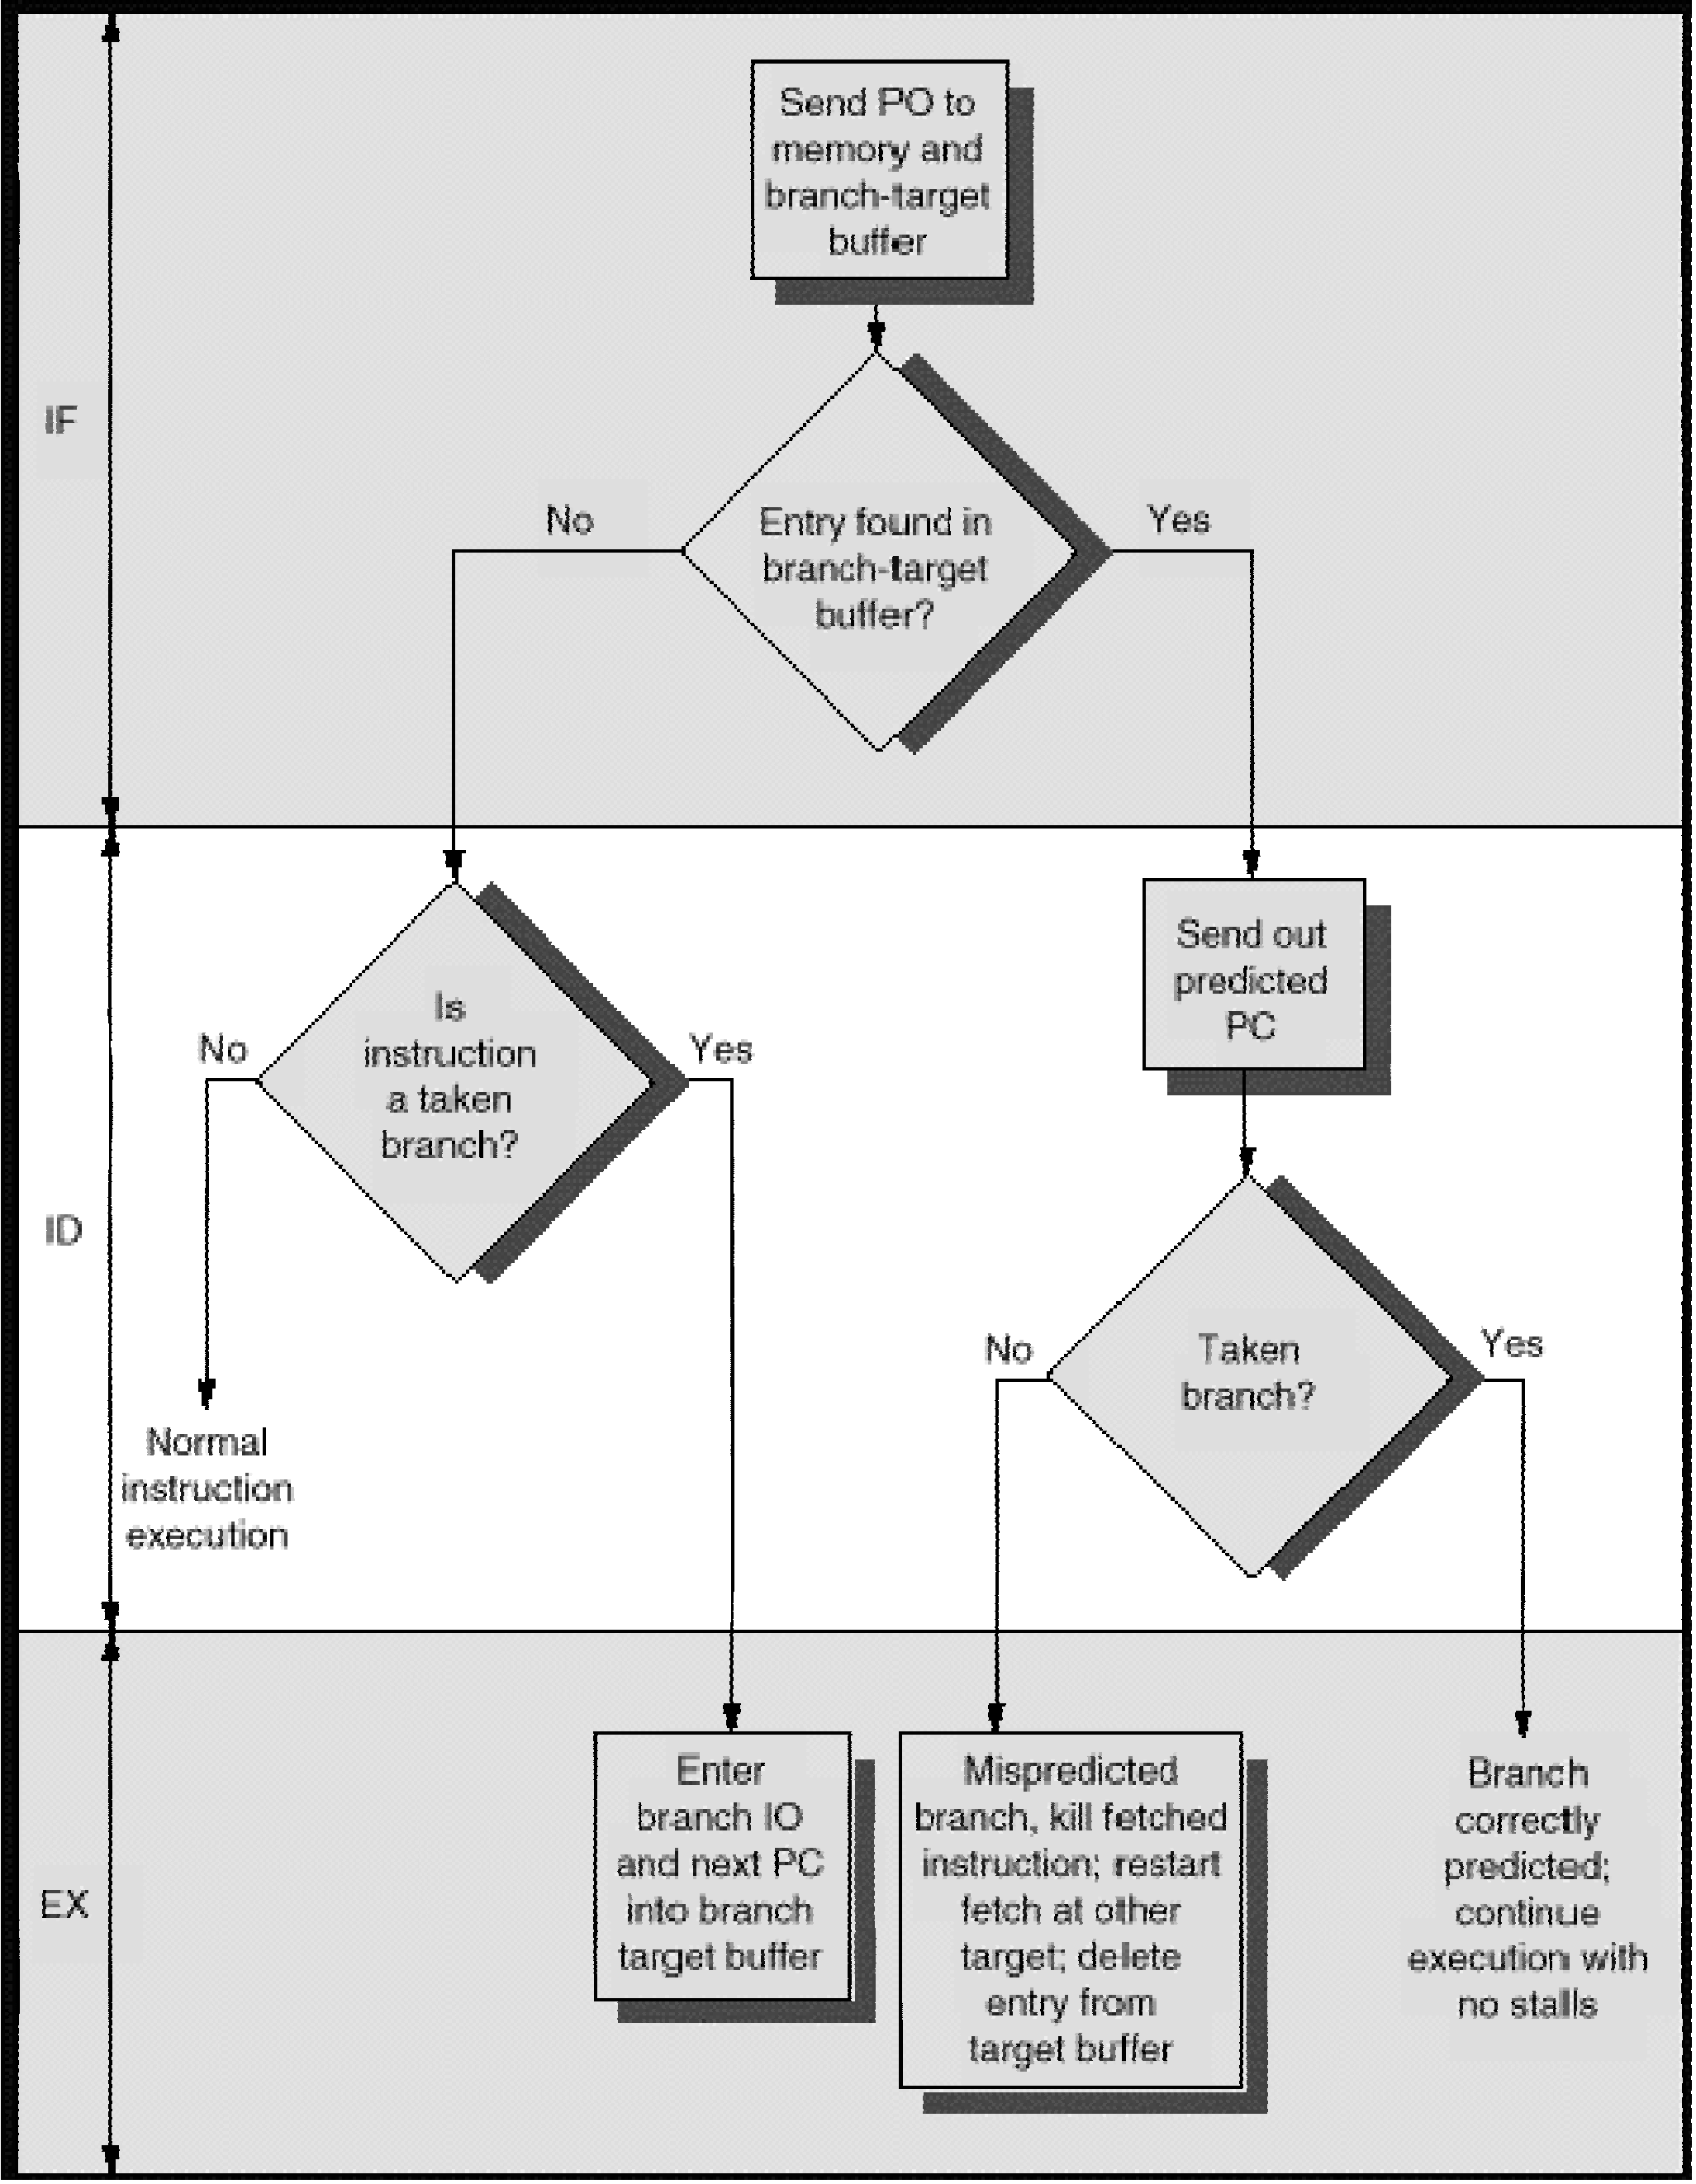 Send PO to
memory and
branch-target
buffer
IF
No
Entry found in
branch-target
buffer?
Yes
ID
No
Is
instruction
a taken
branch?
Yes
Send out
predicted
PC
No
Taken
branch?
Yes
Normal
instruction
execution
EX
Enter
branch IO
and next PC
into branch
target buffer
Mispredicted
branch, kill fetched
instruction; restart
fetch at other
target; delete
entry from
target buffer
Branch
correctly
predicted;
continue
execution with
no stalls